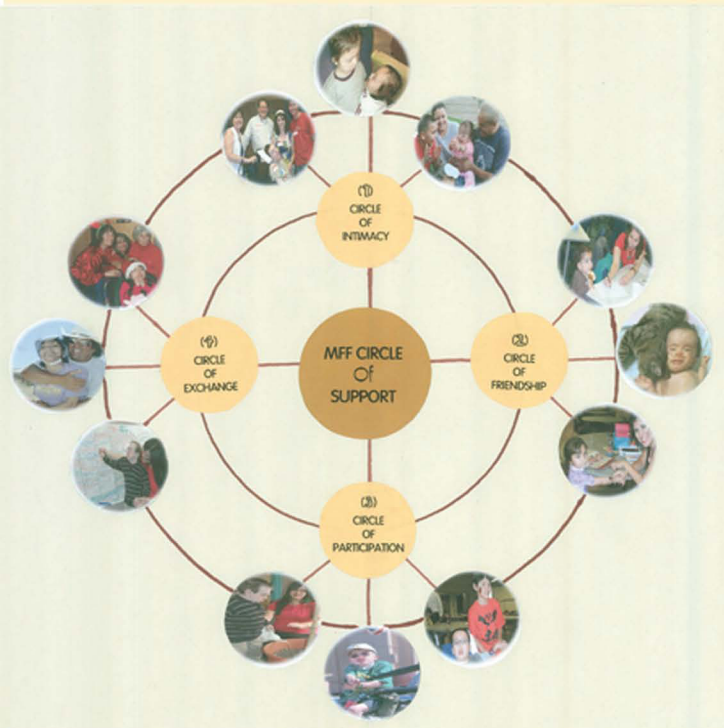 (1)
CIRCLE
OF
INTIMACY
MFF CIRCLE
Of
SUPPORT
(2)
CIRCLE
OF
FRIENDSHIP
(3)
CIRCLE
OF
PARTICIPATION
(4)
CIRCLE
OF
EXCHANGE